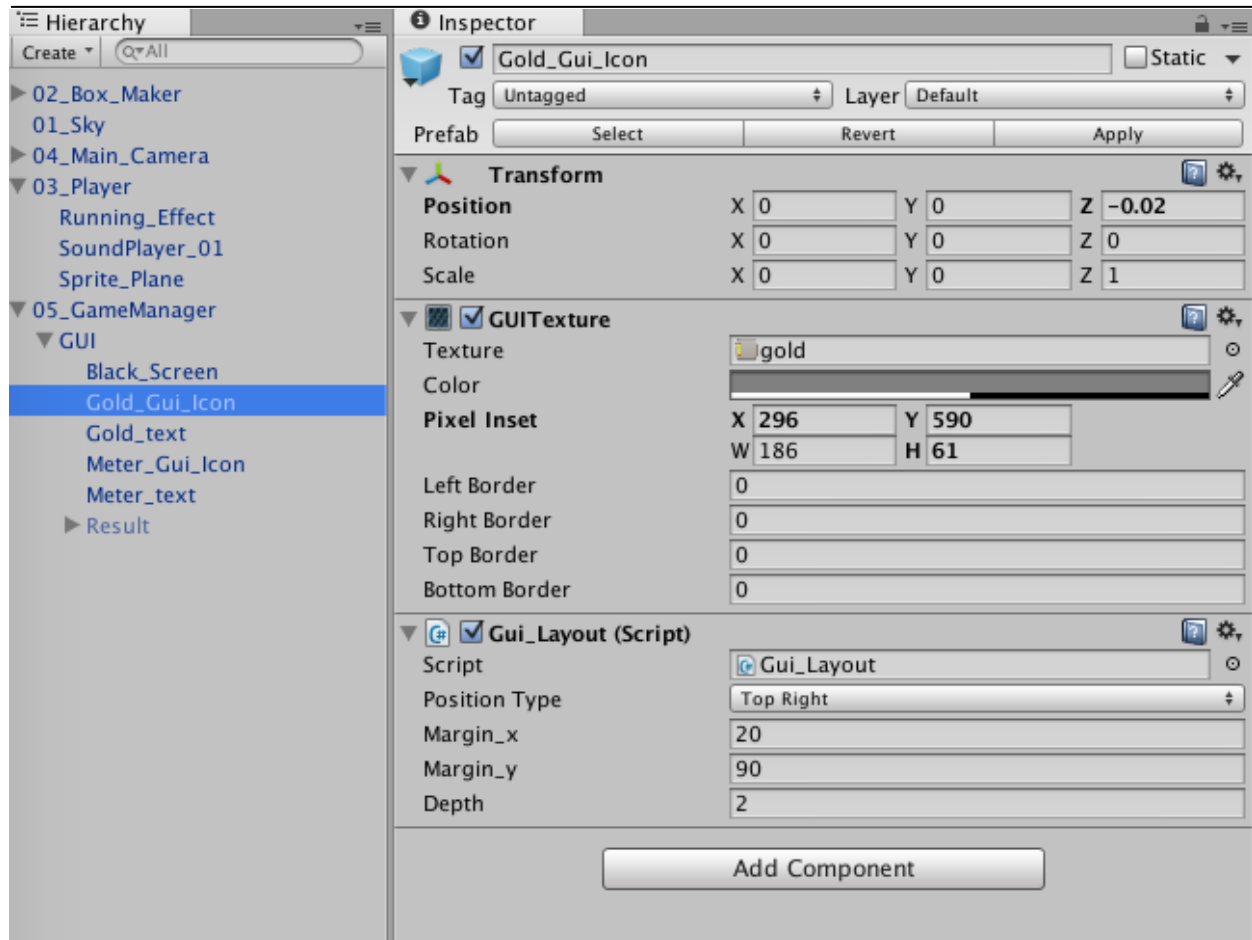 Hierarchy
Create All
02_Box_Maker
01_Sky
04_Main_Camera
03_Player
Running_Effect
SoundPlayer_01
Sprite_Plane
05_GameManager
GUI
Black_Screen
Gold_Gui_Icon
Gold_text
Meter_Gui_Icon
Meter_text
Result
Inspector
Gold_Gui_Icon Static
Tag Untagged Layer Default
Prefab Select Revert Apply
Transform
Position X 0 Y 0 Z -0.02
Rotation X 0 Y 0 Z 0
Scale X 0 Y 0 Z 1
GUITexture
Texture gold
Color
Pixel Inset X 296 Y 590
W 186 H 61
Left Border 0
Right Border 0
Top Border 0
Bottom Border 0
Gui_Layout (Script)
Script Gui_Layout
Position Type Top Right
Margin_x 20
Margin_y 90
Depth 2
Add Component